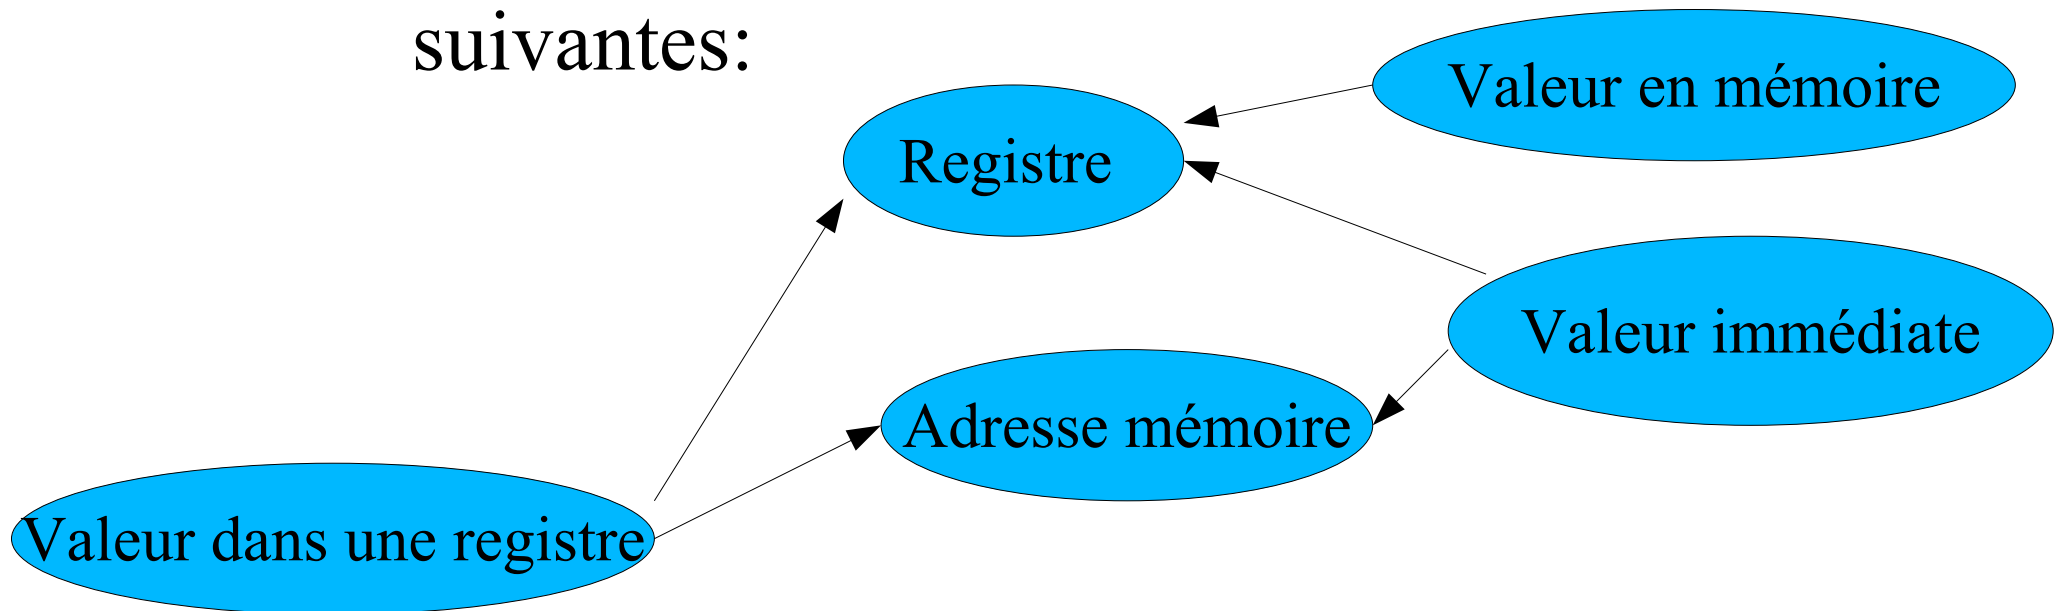 suivantes:
Valeur en mémoire
Registre
Valeur immédiate
Adresse mémoire
Valeur dans une registre